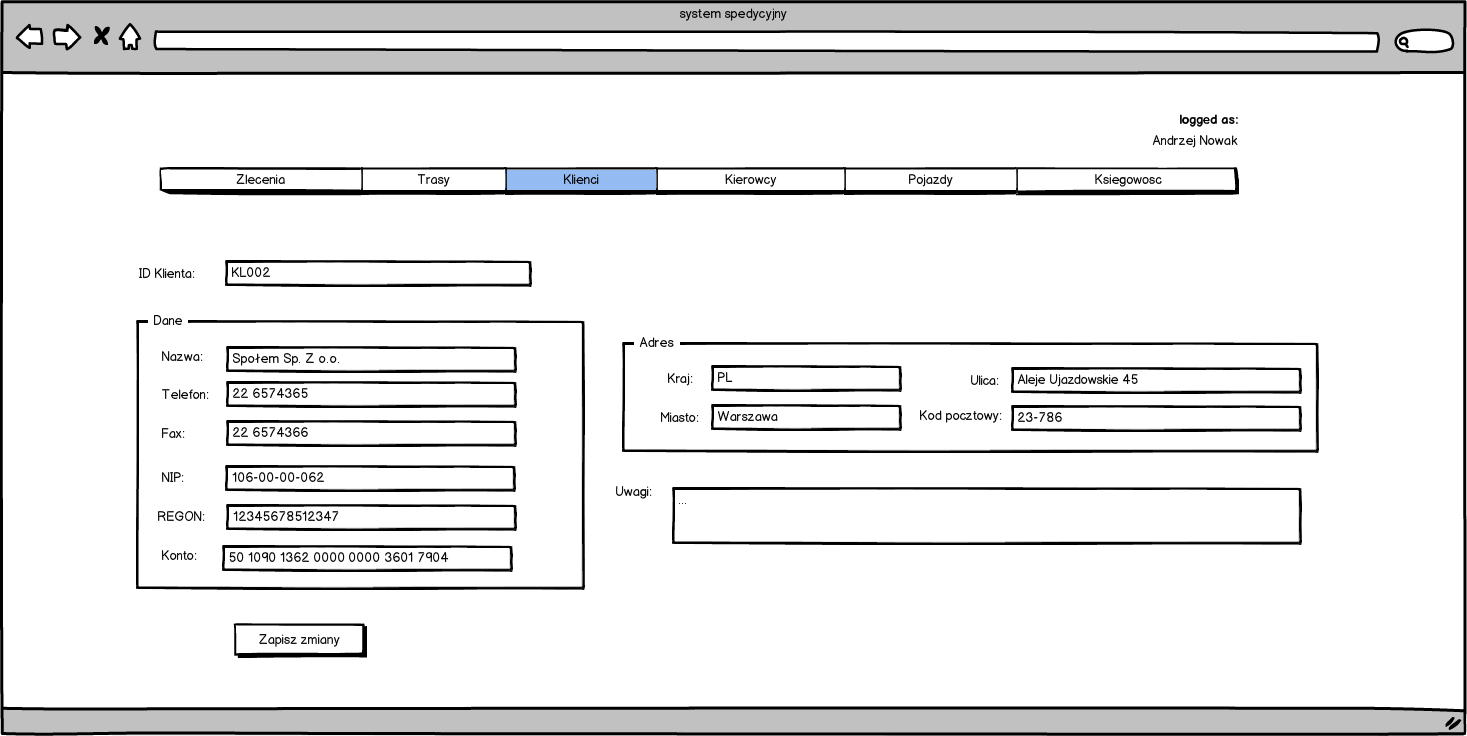 system spedycyjny
logged as:
Andrzej Nowak
Zlecenia Trasy Klienci Kierowcy Pojazdy Ksiegowosc
ID Klienta: KL002
Dane
Nazwa: Społem Sp. Z o.o.
Telefon: 22 6574365
Fax: 22 6574366
NIP: 106-00-00-062
REGON: 12345678512347
Konto: 50 1090 1362 0000 0000 3601 7904
Adres
Kraj: PL Ulica: Aleje Ujazdowskie 45
Miasto: Warszawa Kod pocztowy: 23-786
Uwagi: ...
Zapisz zmiany